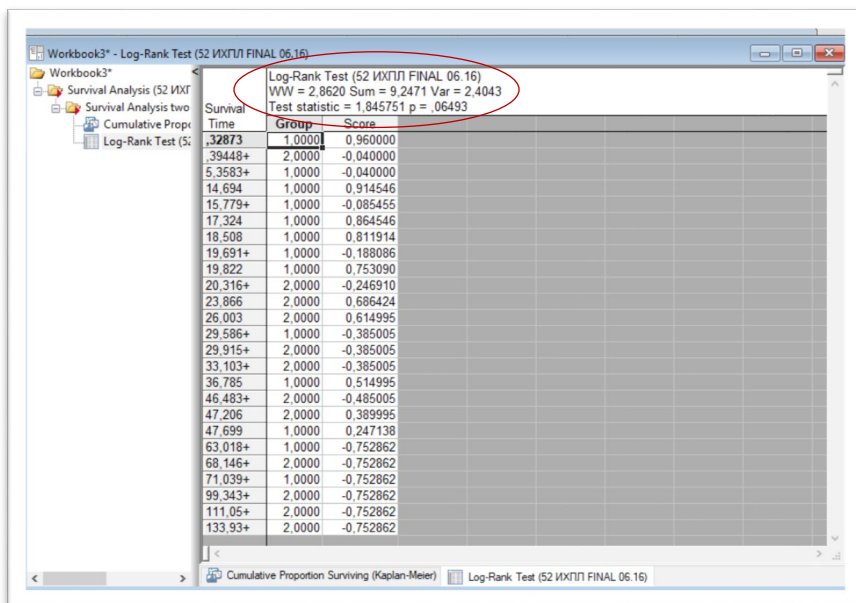 Workbook3* - Log-Rank Test (52 ИХПЛ FINAL 06.16)
Workbook3*
Survival Analysis (52 ИХГ
Survival Analysis two
Cumulative Propo
Log-Rank Test (52
Log-Rank Test (52 ИХПЛ FINAL 06.16)
WW = 2,8620 Sum = 9,2471 Var = 2,4043
Test statistic = 1,845751 p = ,06493
Survival
Time Group Score
,32873 1,0000 0,960000
,39448+ 2,0000 -0,040000
5,3583+ 1,0000 -0,040000
14,694 1,0000 0,914546
15,779+ 1,0000 -0,085455
17,324 1,0000 0,864546
18,508 1,0000 0,811914
19,691+ 1,0000 -0,188086
19,822 1,0000 0,753090
20,316+ 2,0000 -0,246910
23,866 2,0000 0,686424
26,003 2,0000 0,614995
29,586+ 1,0000 -0,385005
29,915+ 2,0000 -0,385005
33,103+ 2,0000 -0,385005
36,785 1,0000 0,514995
46,483+ 2,0000 -0,485005
47,206 2,0000 0,389995
47,699 1,0000 0,247138
63,018+ 1,0000 -0,752862
68,146+ 2,0000 -0,752862
71,039+ 1,0000 -0,752862
99,343+ 2,0000 -0,752862
111,05+ 2,0000 -0,752862
133,93+ 2,0000 -0,752862
Cumulative Proportion Surviving (Kaplan-Meier) Log-Rank Test (52 ИХПЛ FINAL 06.16)